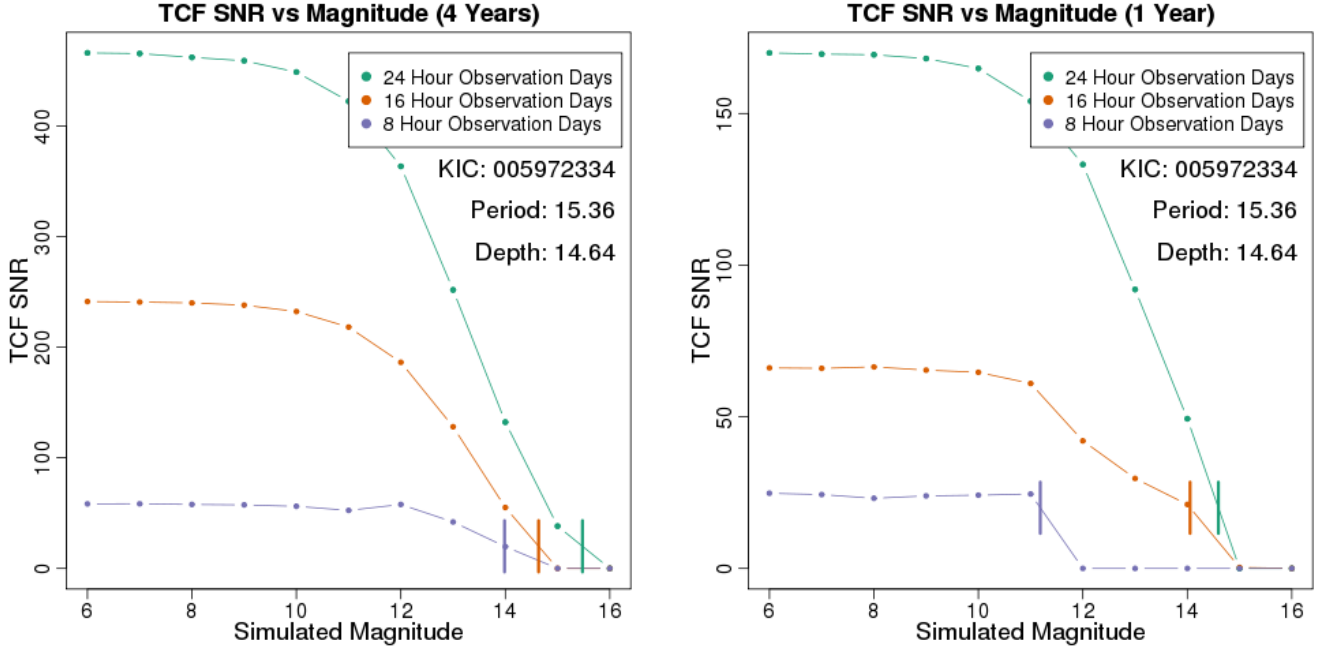 TCF SNR vs Magnitude (4 Years)
TCF SNR
0
100
200
300
400
24 Hour Observation Days
16 Hour Observation Days
8 Hour Observation Days
KIC: 005972334
Period: 15.36
Depth: 14.64
6 8 10 12 14 16
Simulated Magnitude
TCF SNR vs Magnitude (1 Year)
TCF SNR
0
50
100
150
24 Hour Observation Days
16 Hour Observation Days
8 Hour Observation Days
KIC: 005972334
Period: 15.36
Depth: 14.64
6 8 10 12 14 16
Simulated Magnitude